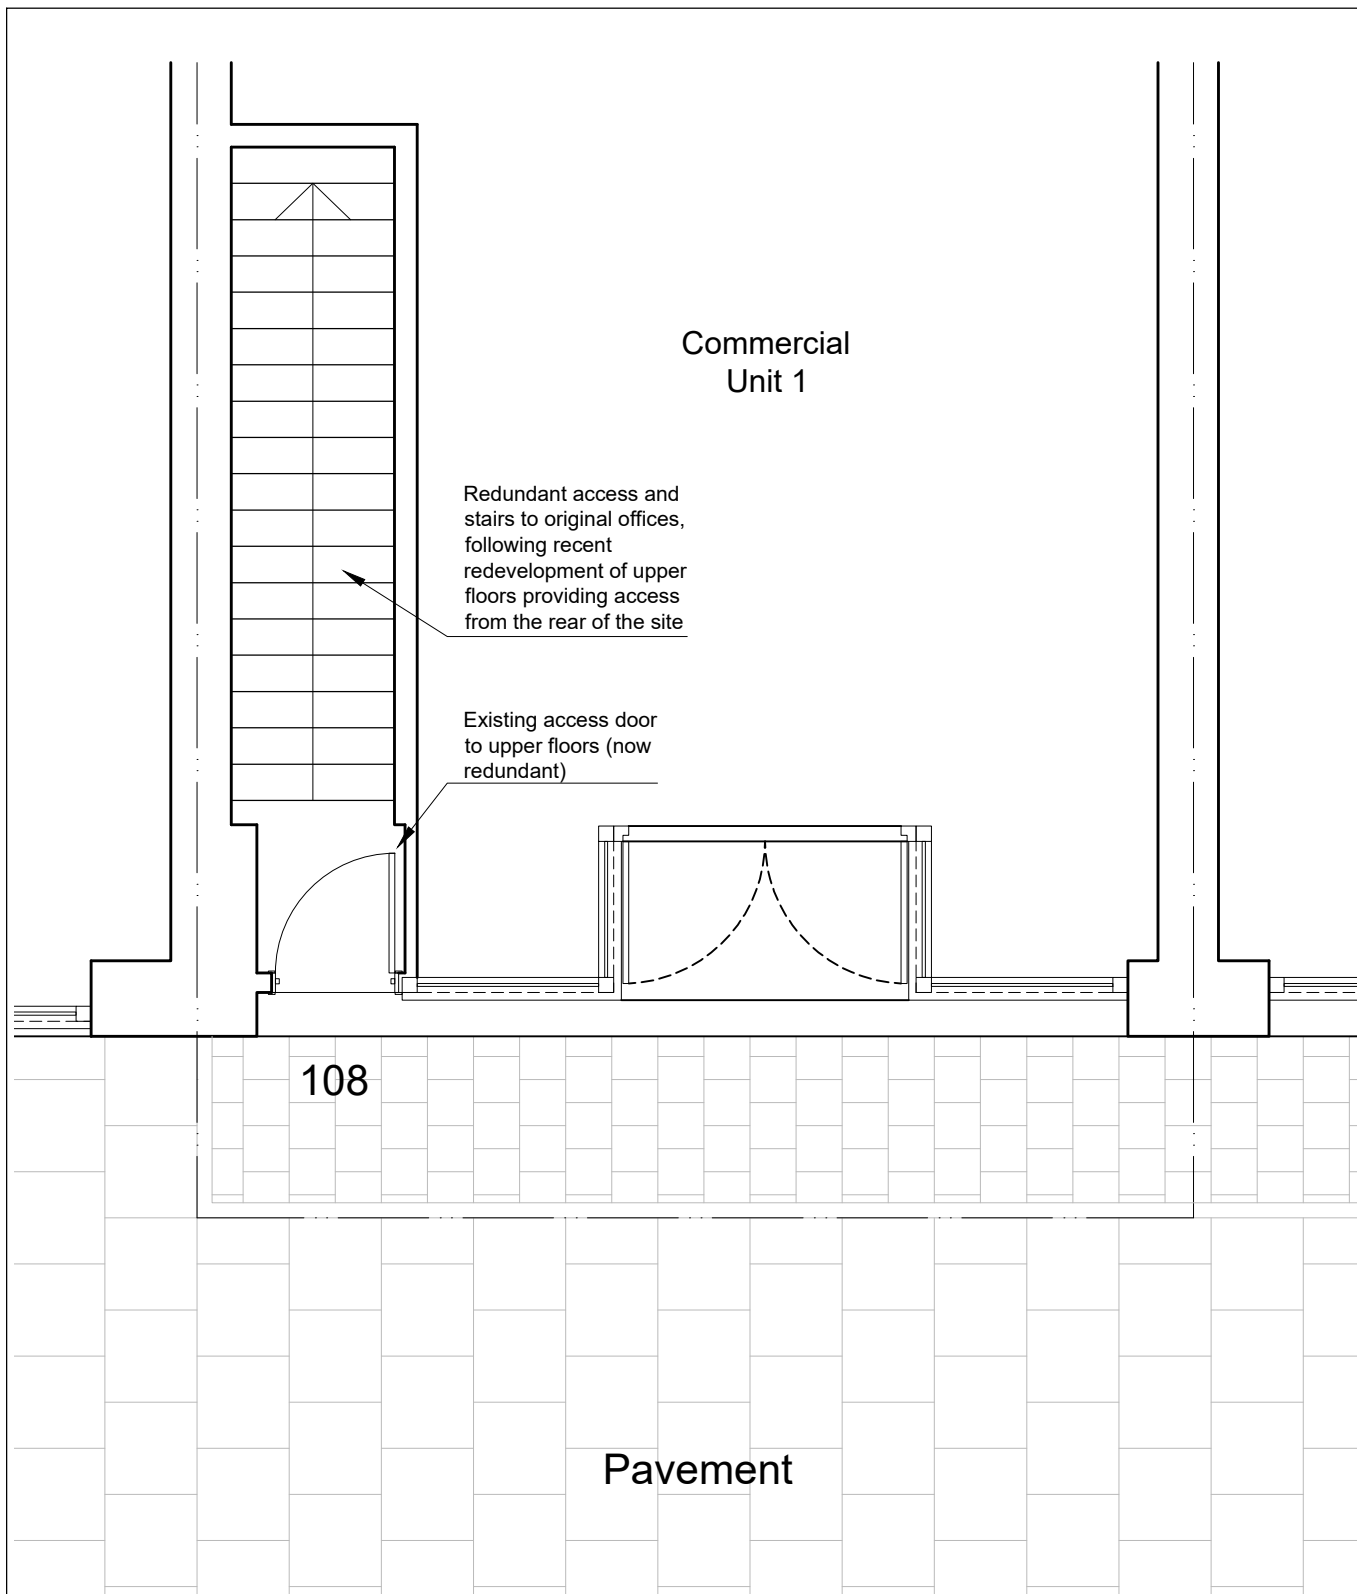 Commercial
Unit 1
Redundant access and
stairs to original offices,
following recent
redevelopment of upper
floors providing access
from the rear of the site
Existing access door
to upper floors (now
redundant)
108
Pavement